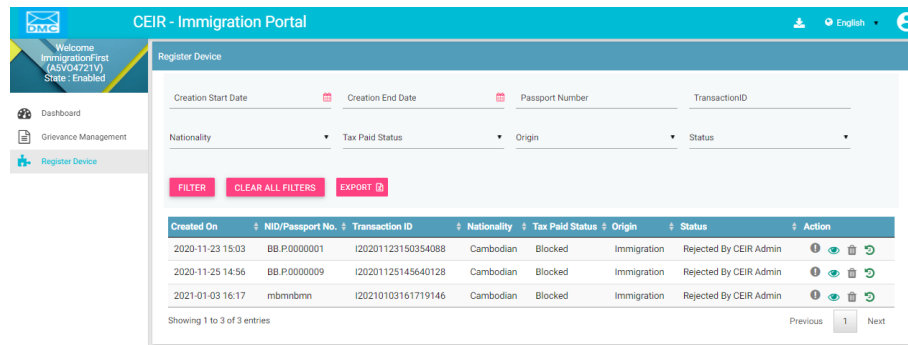 DMC
CEIR - Immigration Portal
English
Welcome
ImmigrationFirst
(A5VO4721V)
State : Enabled
Dashboard
Grievance Management
Register Device
Register Device
Creation Start Date Creation End Date Passport Number TransactionID
Nationality Tax Paid Status Origin Status
FILTER CLEAR ALL FILTERS EXPORT
Created On NID/Passport No. Transaction ID Nationality Tax Paid Status Origin Status Action
2020-11-23 15:03 BB.P.0000001 I20201123150354088 Cambodian Blocked Immigration Rejected By CEIR Admin
2020-11-25 14:56 BB.P.0000009 I20201125145640128 Cambodian Blocked Immigration Rejected By CEIR Admin
2021-01-03 16:17 mbmnbmn I20210103161719146 Cambodian Blocked Immigration Rejected By CEIR Admin
Showing 1 to 3 of 3 entries
Previous 1 Next